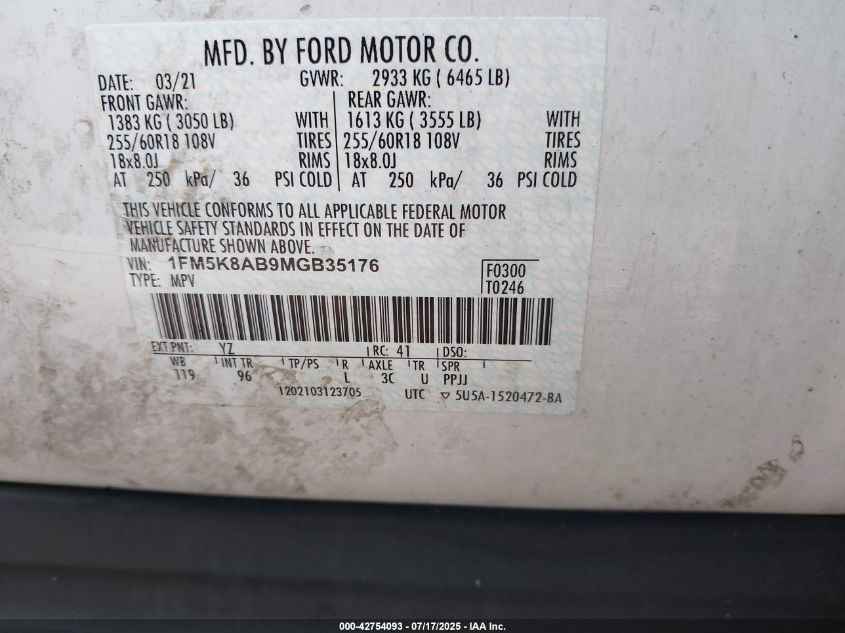 MFD. BY FORD MOTOR CO.
DATE: 03/21 GVWR: 2933 KG ( 6465 LB)
FRONT GAWR: REAR GAWR:
1383 KG ( 3050 LB) WITH 1613 KG ( 3555 LB) WITH
255/60R18 108V TIRES 255/60R18 108V TIRES
18x8.0J RIMS 18x8.0J RIMS
AT 250 kPa/ 36 PSI COLD AT 250 kPa/ 36 PSI COLD
THIS VEHICLE CONFORMS TO ALL APPLICABLE FEDERAL MOTOR
VEHICLE SAFETY STANDARDS IN EFFECT ON THE DATE OF
MANUFACTURE SHOWN ABOVE.
VIN: 1FM5K8AB9MGB35176 F0300
TYPE: MPV T0246
EXT PNT: YZ RC: 41 DSO:
WB INT TR TP/PS R AXLE TR SPR
119 96 L 3C U PPJJ
1202103123705 UTC ▽ 5U5A-1520472-BA
000-42754093 - 07/17/2025 - IAA Inc.